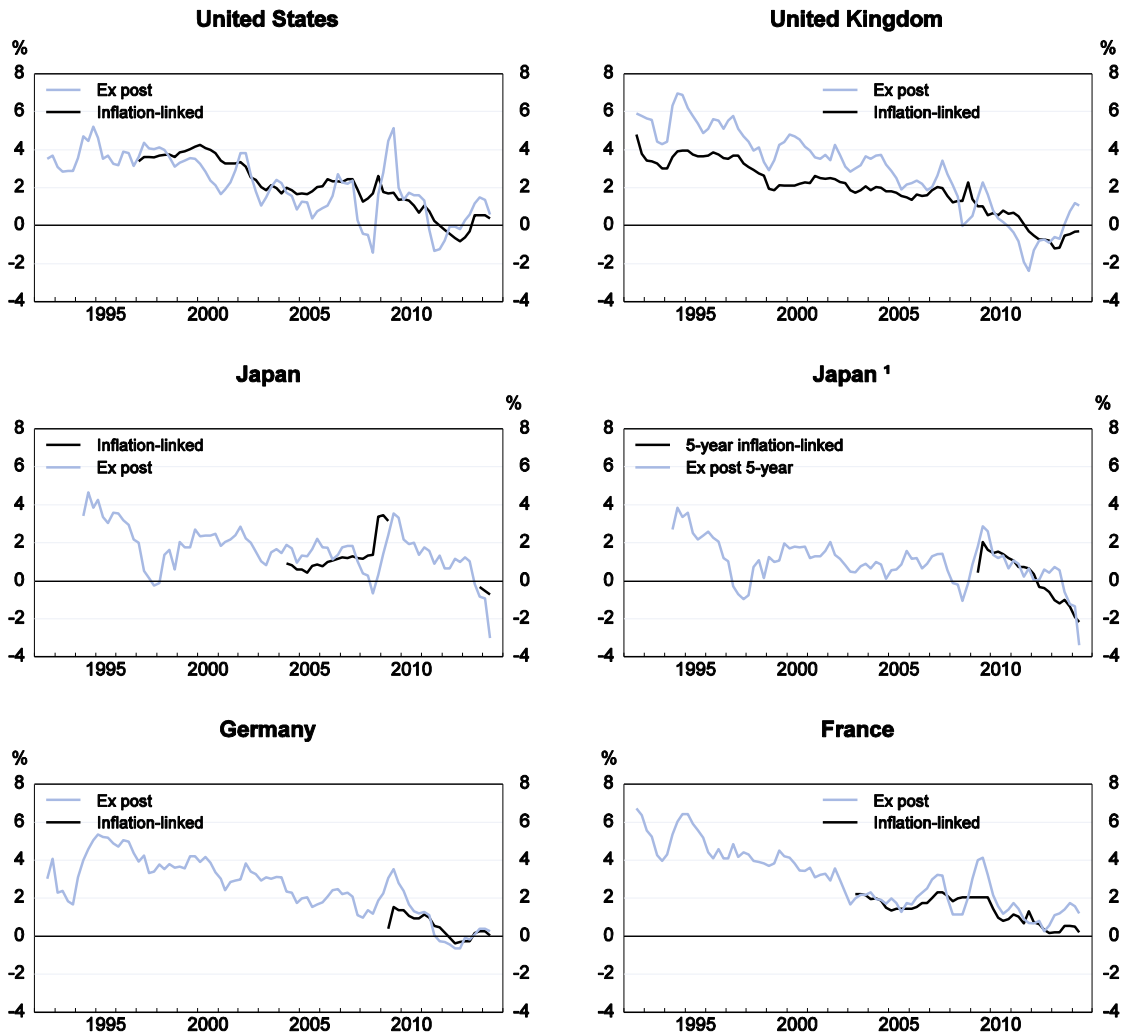 United States
%
8 8
Ex post
Inflation-linked
6 6
4 4
2 2
0 0
-2 -2
-4 -4
1995 2000 2005 2010
United Kingdom
%
8 8
Ex post
Inflation-linked
6 6
4 4
2 2
0 0
-2 -2
-4 -4
1995 2000 2005 2010
Japan
%
8 8
Inflation-linked
Ex post
6 6
4 4
2 2
0 0
-2 -2
-4 -4
1995 2000 2005 2010
Japan ¹
%
8 8
5-year inflation-linked
Ex post 5-year
6 6
4 4
2 2
0 0
-2 -2
-4 -4
1995 2000 2005 2010
Germany
%
8 8
Ex post
Inflation-linked
6 6
4 4
2 2
0 0
-2 -2
-4 -4
1995 2000 2005 2010
France
%
8 8
Ex post
Inflation-linked
6 6
4 4
2 2
0 0
-2 -2
-4 -4
1995 2000 2005 2010